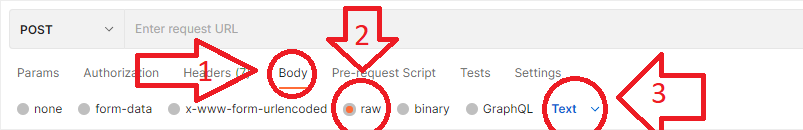 POST Enter request URL
2
1
3
Params Authorization Headers (7) Body Pre-request Script Tests Settings
none form-data x-www-form-urlencoded raw binary GraphQL Text